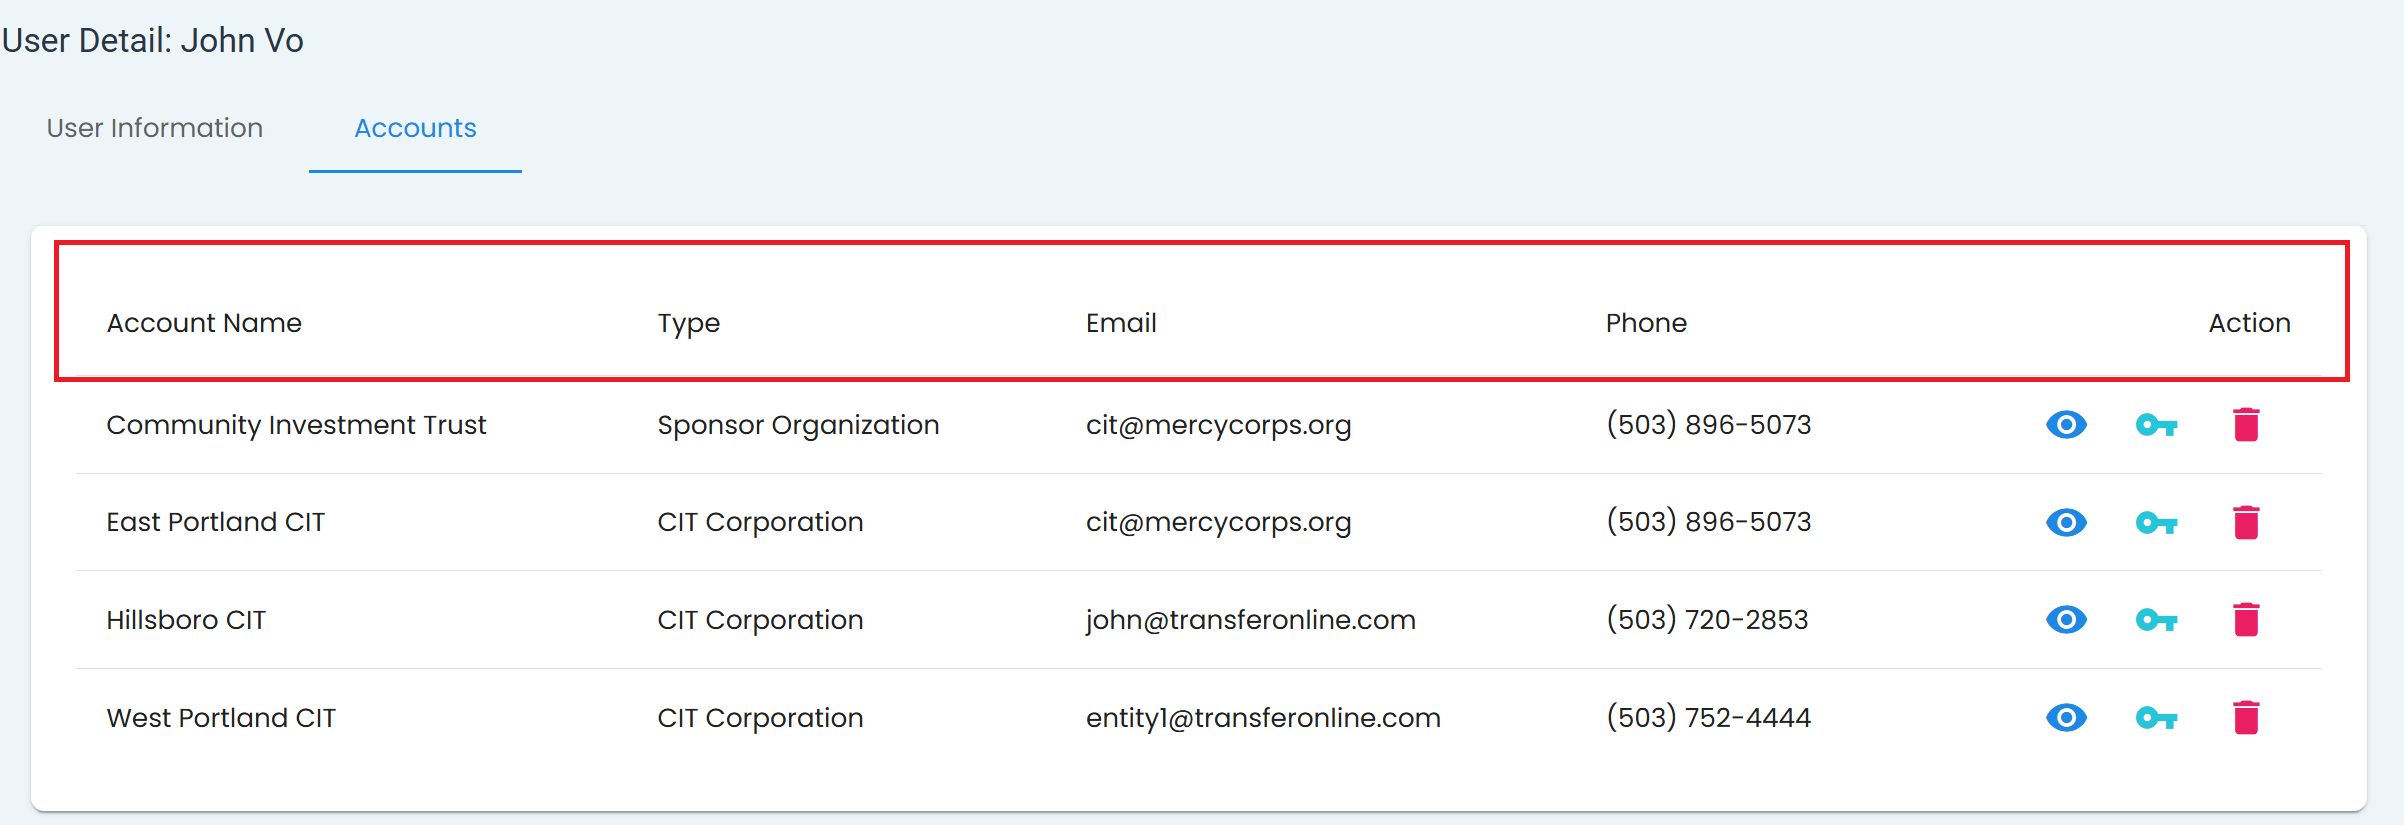 User Detail: John Vo
User Information Accounts
Account Name Type Email Phone Action
Community Investment Trust Sponsor Organization cit@mercycorps.org (503) 896-5073
East Portland CIT CIT Corporation cit@mercycorps.org (503) 896-5073
Hillsboro CIT CIT Corporation john@transferonline.com (503) 720-2853
West Portland CIT CIT Corporation entity1@transferonline.com (503) 752-4444